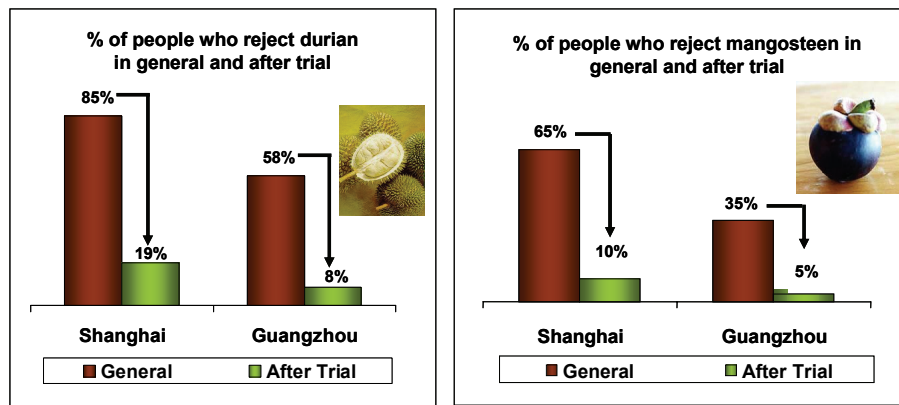 % of people who reject durian
in general and after trial
85%
19%
58%
8%
Shanghai
Guangzhou
General
After Trial
% of people who reject mangosteen in
general and after trial
65%
10%
35%
5%
Shanghai
Guangzhou
General
After Trial